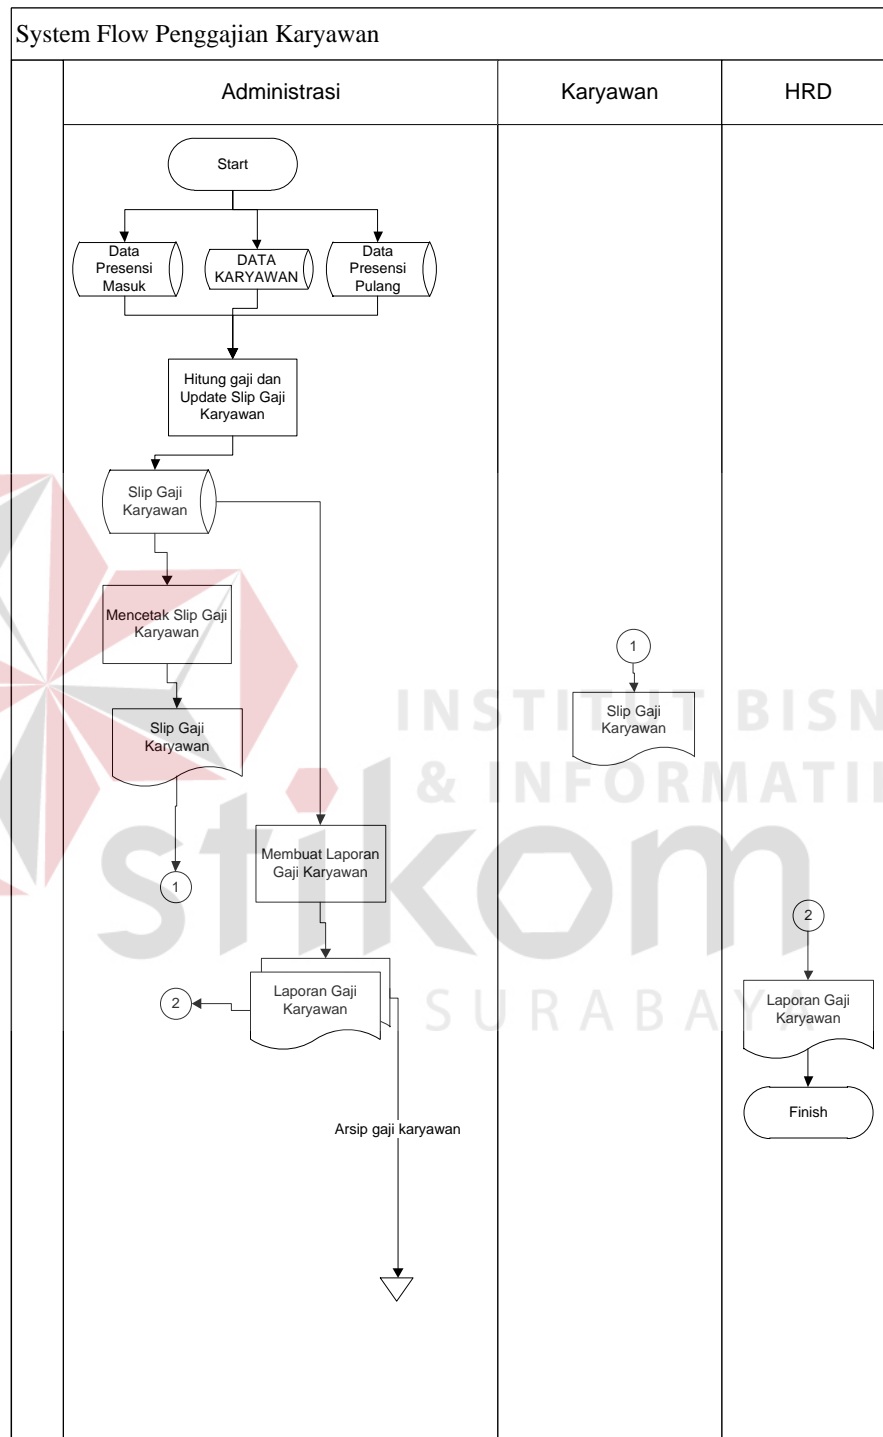 System Flow Penggajian Karyawan
Administrasi
Karyawan
HRD
Start
Data
Presensi
Masuk
DATA
KARYAWAN
Data
Presensi
Pulang
Hitung gaji dan
Update Slip Gaji
Karyawan
Slip Gaji
Karyawan
Mencetak Slip Gaji
Karyawan
Slip Gaji
Karyawan
1
Membuat Laporan
Gaji Karyawan
Laporan Gaji
Karyawan
2
Arsip gaji karyawan
1
Slip Gaji
Karyawan
2
Laporan Gaji
Karyawan
Finish
INSTITUT BISN
& INFORMATI
stikom
SURABAYA